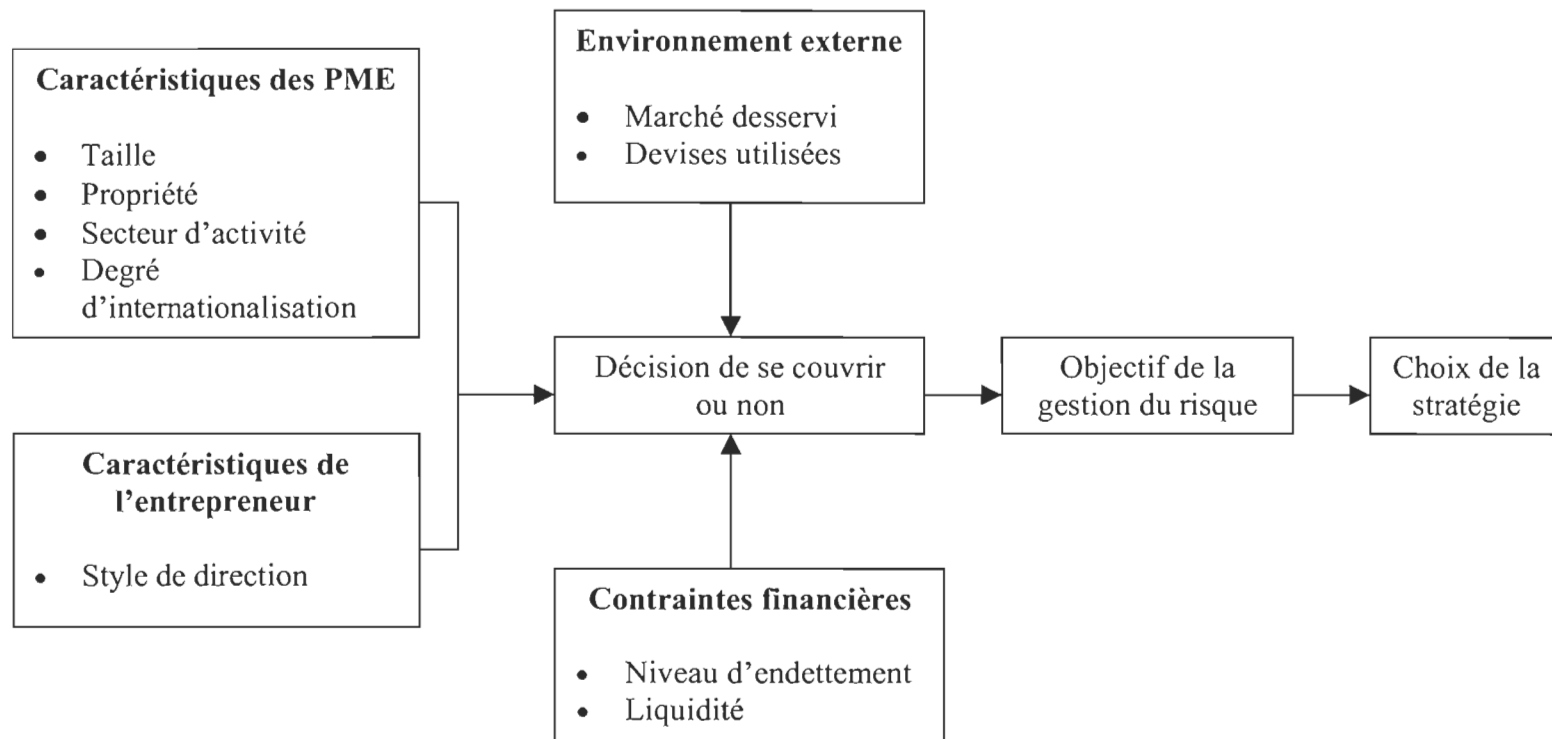 Caractéristiques des PME
• Taille
• Propriété
• Secteur d'activité
• Degré
d'internationalisation
Environnement externe
• Marché desservi
• Devises utilisées
Décision de se couvrir
ou non
Objectif de la
gestion du risque
Choix de la
stratégie
Caractéristiques de
l'entrepreneur
• Style de direction
Contraintes financières
• Niveau d'endettement
• Liquidité